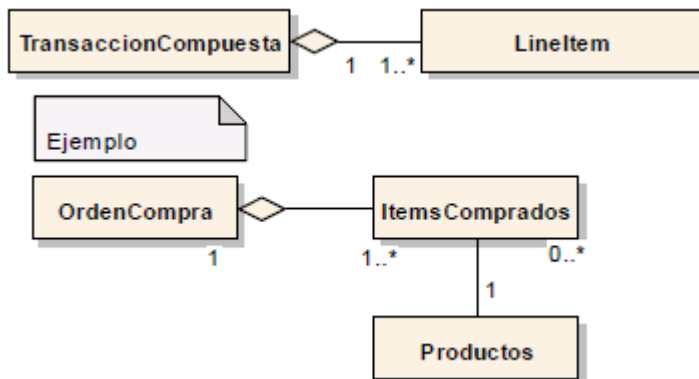 TransaccionCompuesta
LineItem
1
1..*
Ejemplo
OrdenCompra
ItemsComprados
1
1..*
0..*
1
Productos